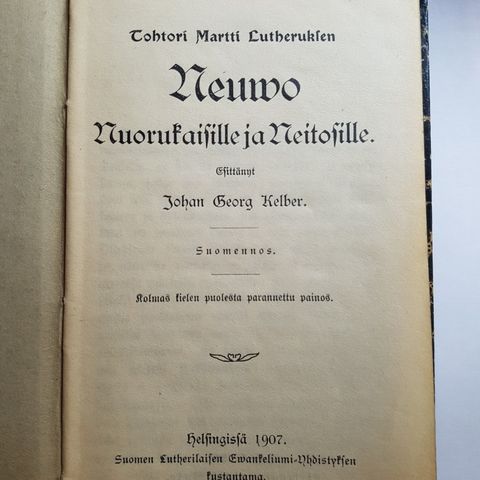 Tohtori Martti Lutheruksen
Neuwo
Nuorukaisille ja Neitosille.
Esittänyt
Johan Georg Kelber.
Suomennos.
Kolmas kielen puolesta parannettu painos.
Helsingissä 1907.
Suomen Lutherilaisen Ewankeliumi-Yhdistyksen
kustantama.